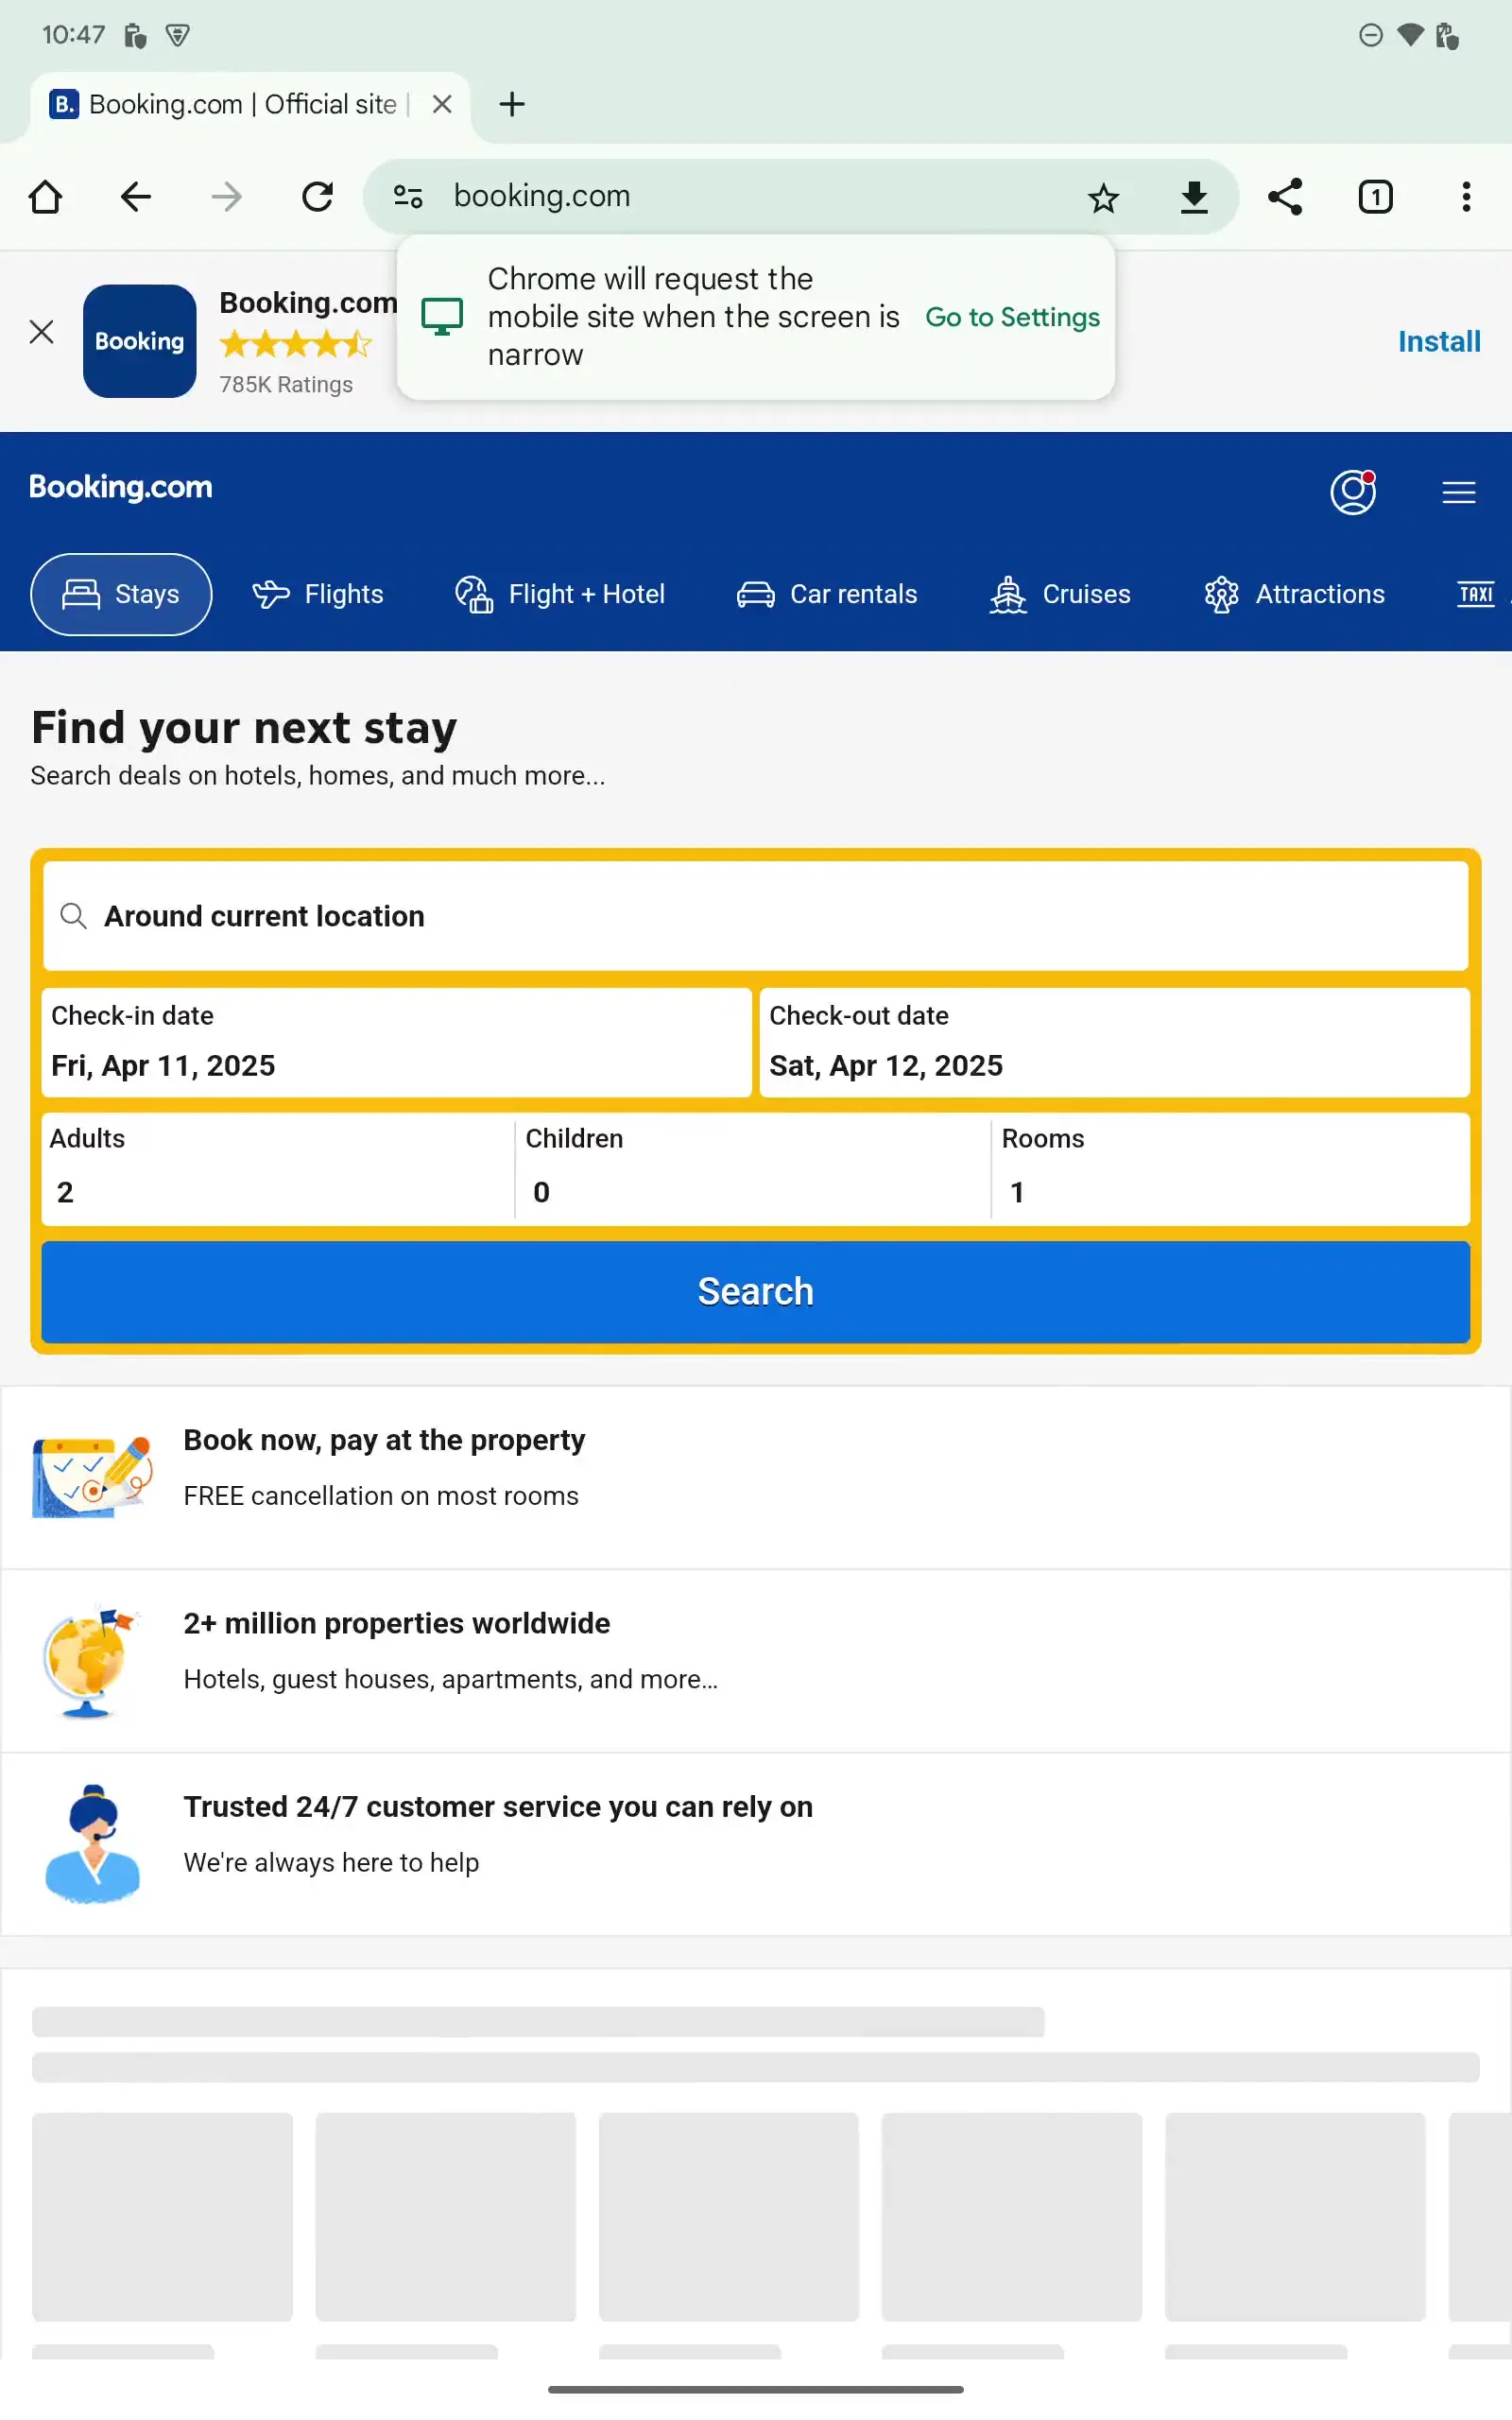 10:47
B. Booking.com | Official site |
booking.com
1
Chrome will request the
mobile site when the screen is
narrow
Go to Settings
Booking
Booking.com
785K Ratings
Install
Booking.com
Stays
Flights
Flight + Hotel
Car rentals
Cruises
Attractions
TAXI
Find your next stay
Search deals on hotels, homes, and much more...
Around current location
Check-in date
Fri, Apr 11, 2025
Check-out date
Sat, Apr 12, 2025
Adults
2
Children
0
Rooms
1
Search
Book now, pay at the property
FREE cancellation on most rooms
2+ million properties worldwide
Hotels, guest houses, apartments, and more…
Trusted 24/7 customer service you can rely on
We're always here to help